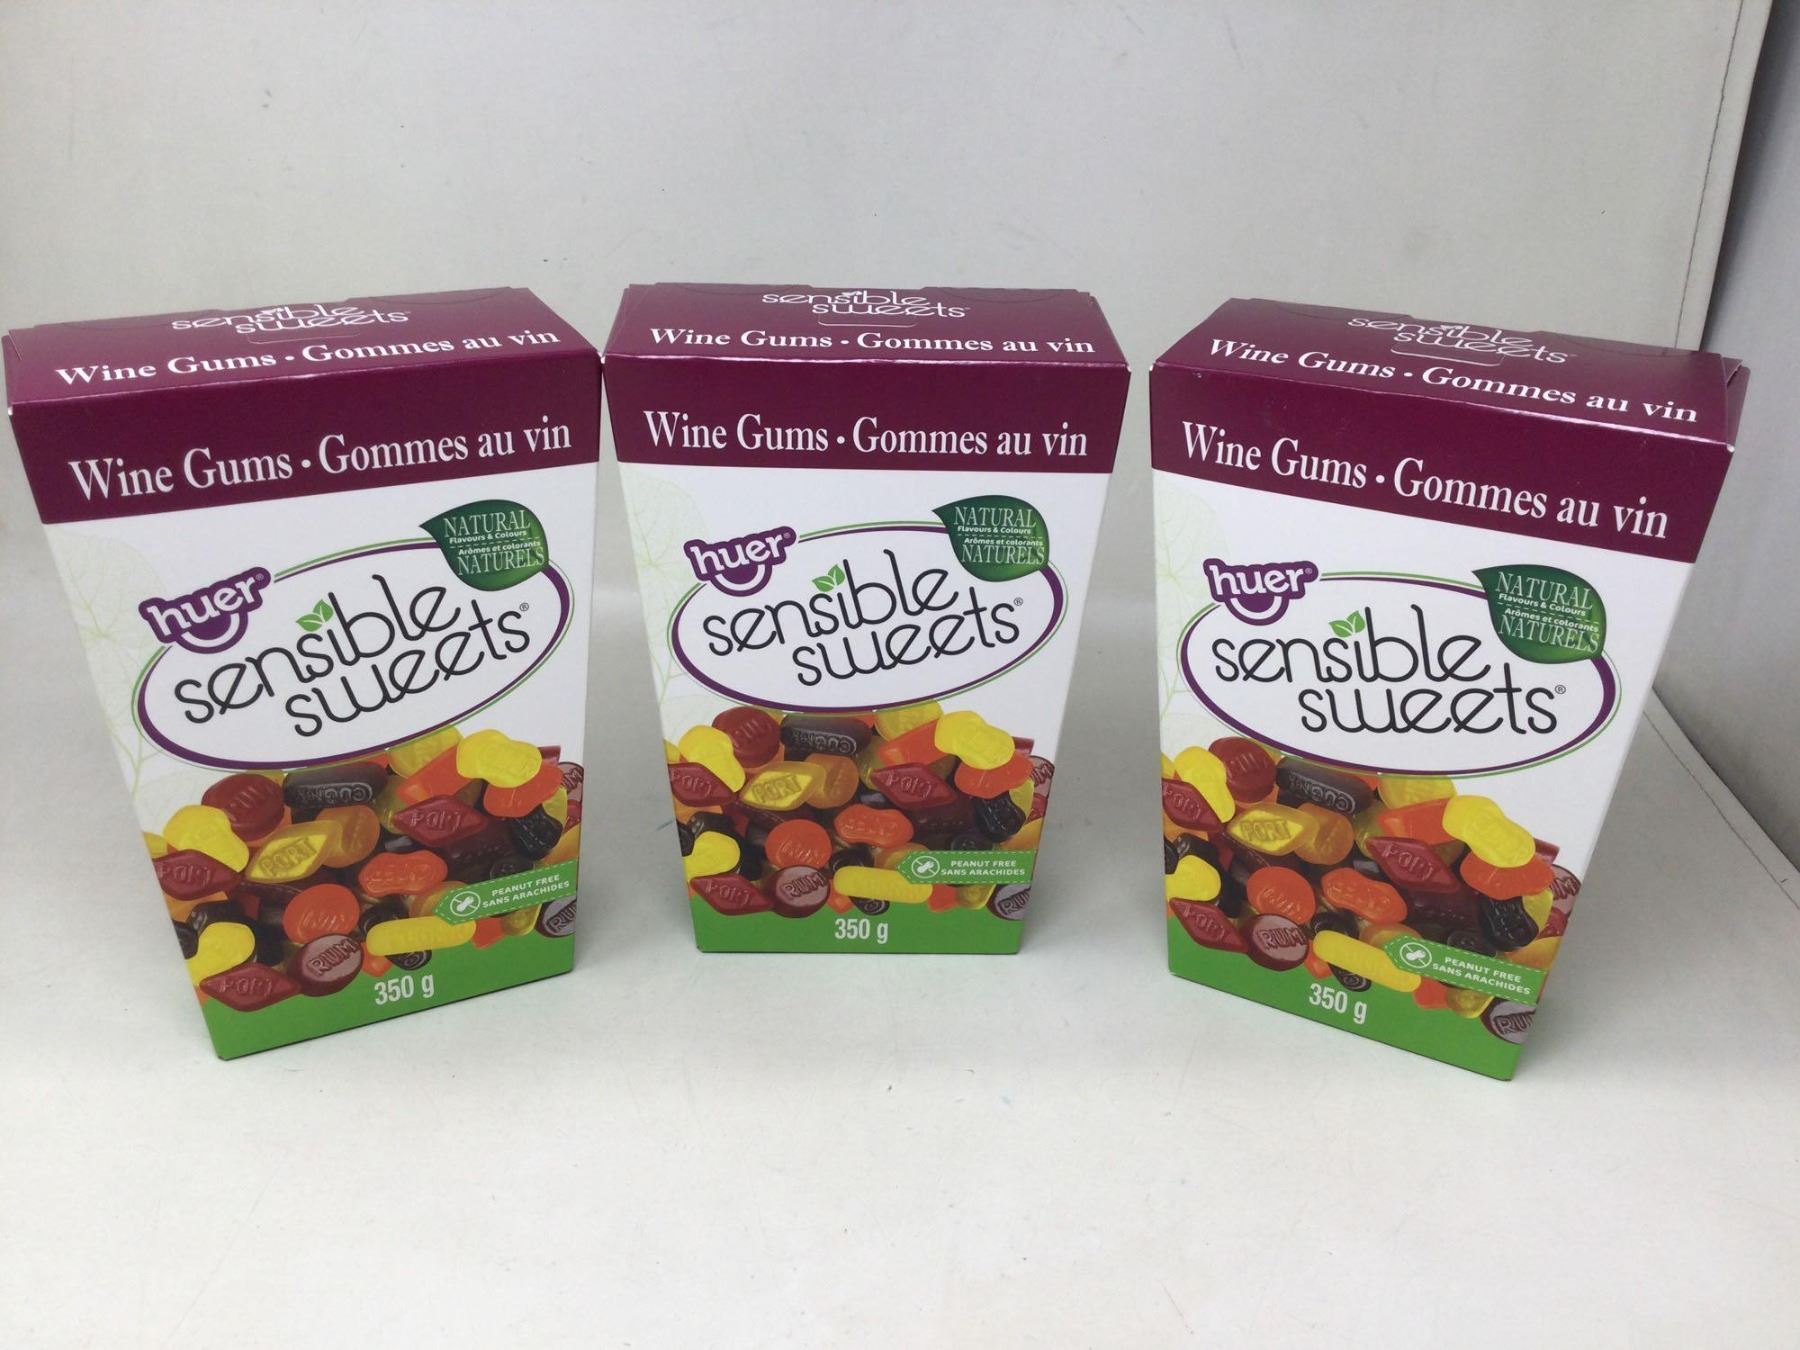 sensible
sweets
Wine Gums • Gommes au vin
Wine Gums • Gommes au vin
huer®
sensible
sweets®
NATURAL
Flavours & Colours
Arômes et colorants
NATURELS
PORT
RUM
PEANUT FREE
SANS ARACHIDES
350 g
sensible
sweets
Wine Gums • Gommes au vin
Wine Gums • Gommes au vin
huer®
sensible
sweets®
NATURAL
Flavours & Colours
Arômes et colorants
NATURELS
PORT
RUM
PEANUT FREE
SANS ARACHIDES
350 g
sensible
sweets
Wine Gums • Gommes au vin
Wine Gums • Gommes au vin
huer®
sensible
sweets®
NATURAL
Flavours & Colours
Arômes et colorants
NATURELS
PORT
RUM
PEANUT FREE
SANS ARACHIDES
350 g